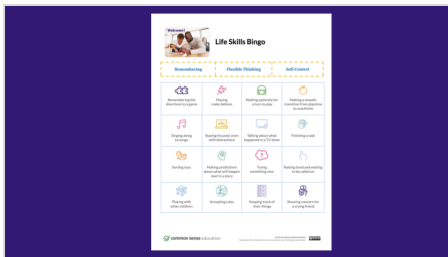 Welcome!
Life Skills Bingo
Remembering
Flexible Thinking
Self Control
Remembering the
directions to a game
Playing
make-believe
Waiting patiently for
a turn to play
Making a smooth
transition from playtime
to snacktime
Singing along
to songs
Staying focused, even
with distractions
Talking about what
happened in a TV show
Finishing a task
Sorting toys
Making predictions
about what will happen
next in a story
Trying
something new
Raising hand and waiting
to be called on
Playing with
other children
Accepting rules
Keeping track of
their things
Showing concern for
a crying friend
common sense education